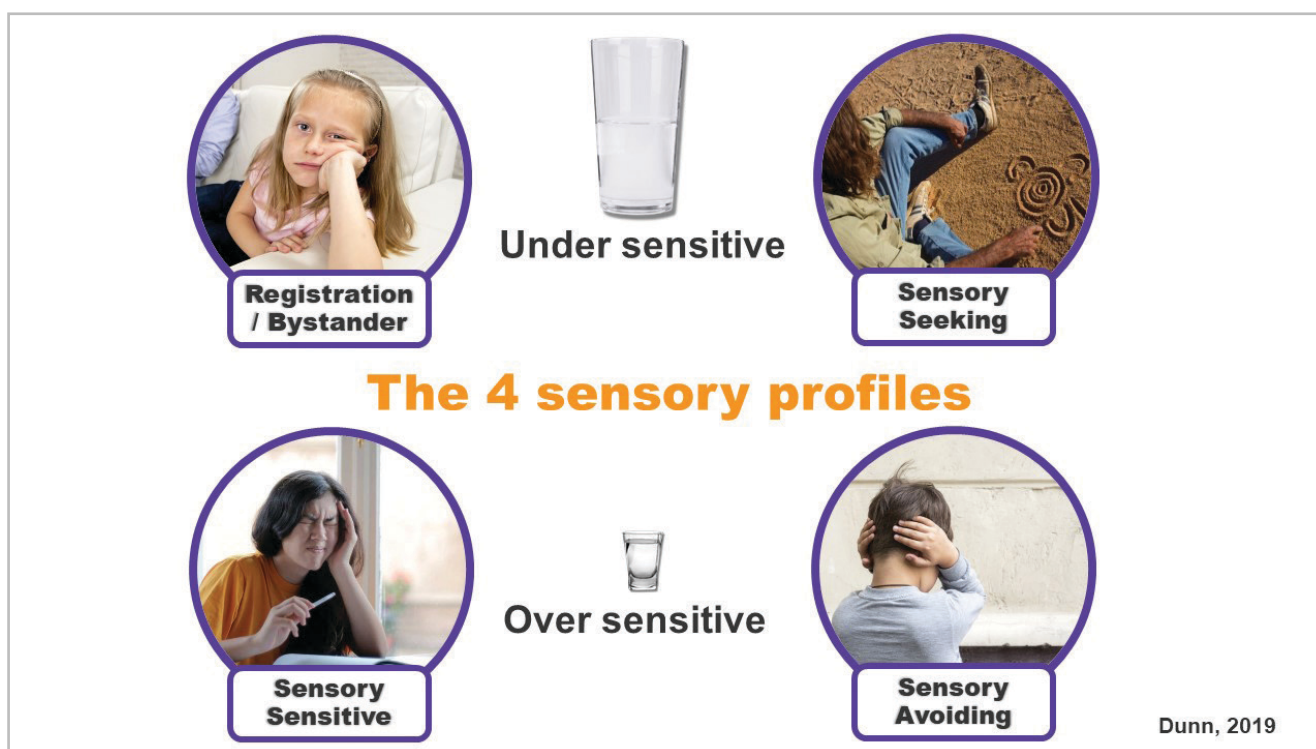 Under sensitive
Registration
/ Bystander
Sensory
Seeking
The 4 sensory profiles
Over sensitive
Sensory
Sensitive
Sensory
Avoiding
Dunn, 2019